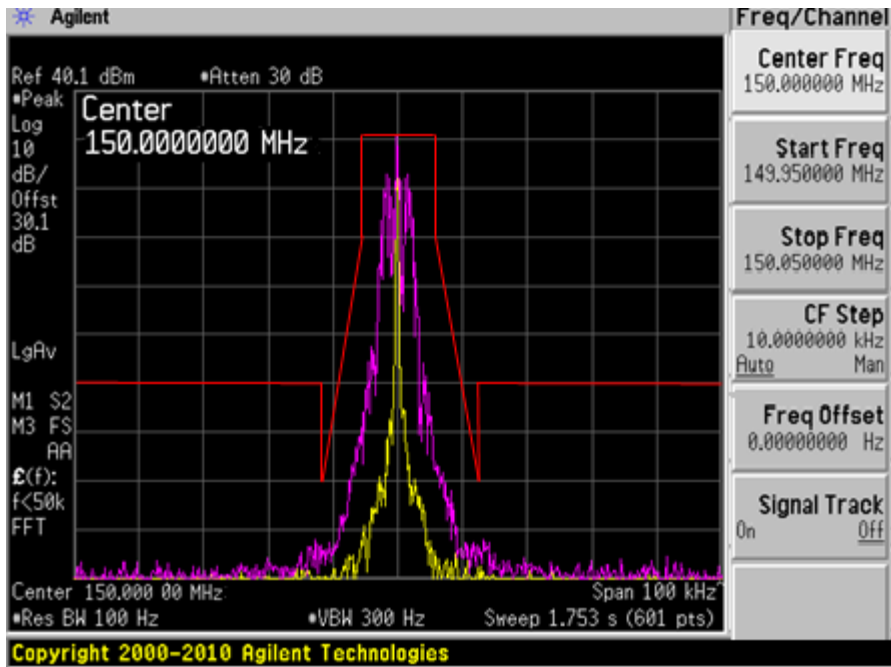 Agilent
Freq/Channel
Ref 40.1 dBm
*Atten 30 dB
*Peak
Log
10
dB/
Offst
30.1
dB
LgAv
M1 S2
M3 FS
AA
£(f):
f<50k
FFT
Center
150.0000000 MHz
Center 150.000 00 MHz
Span 100 kHz^
*Res BW 100 Hz
*VBW 300 Hz
Sweep 1.753 s (601 pts)
Center Freq
150.000000 MHz
Start Freq
149.950000 MHz
Stop Freq
150.050000 MHz
CF Step
10.0000000 kHz
Auto Man
Freq Offset
0.00000000 Hz
Signal Track
On Off
Copyright 2000-2010 Agilent Technologies